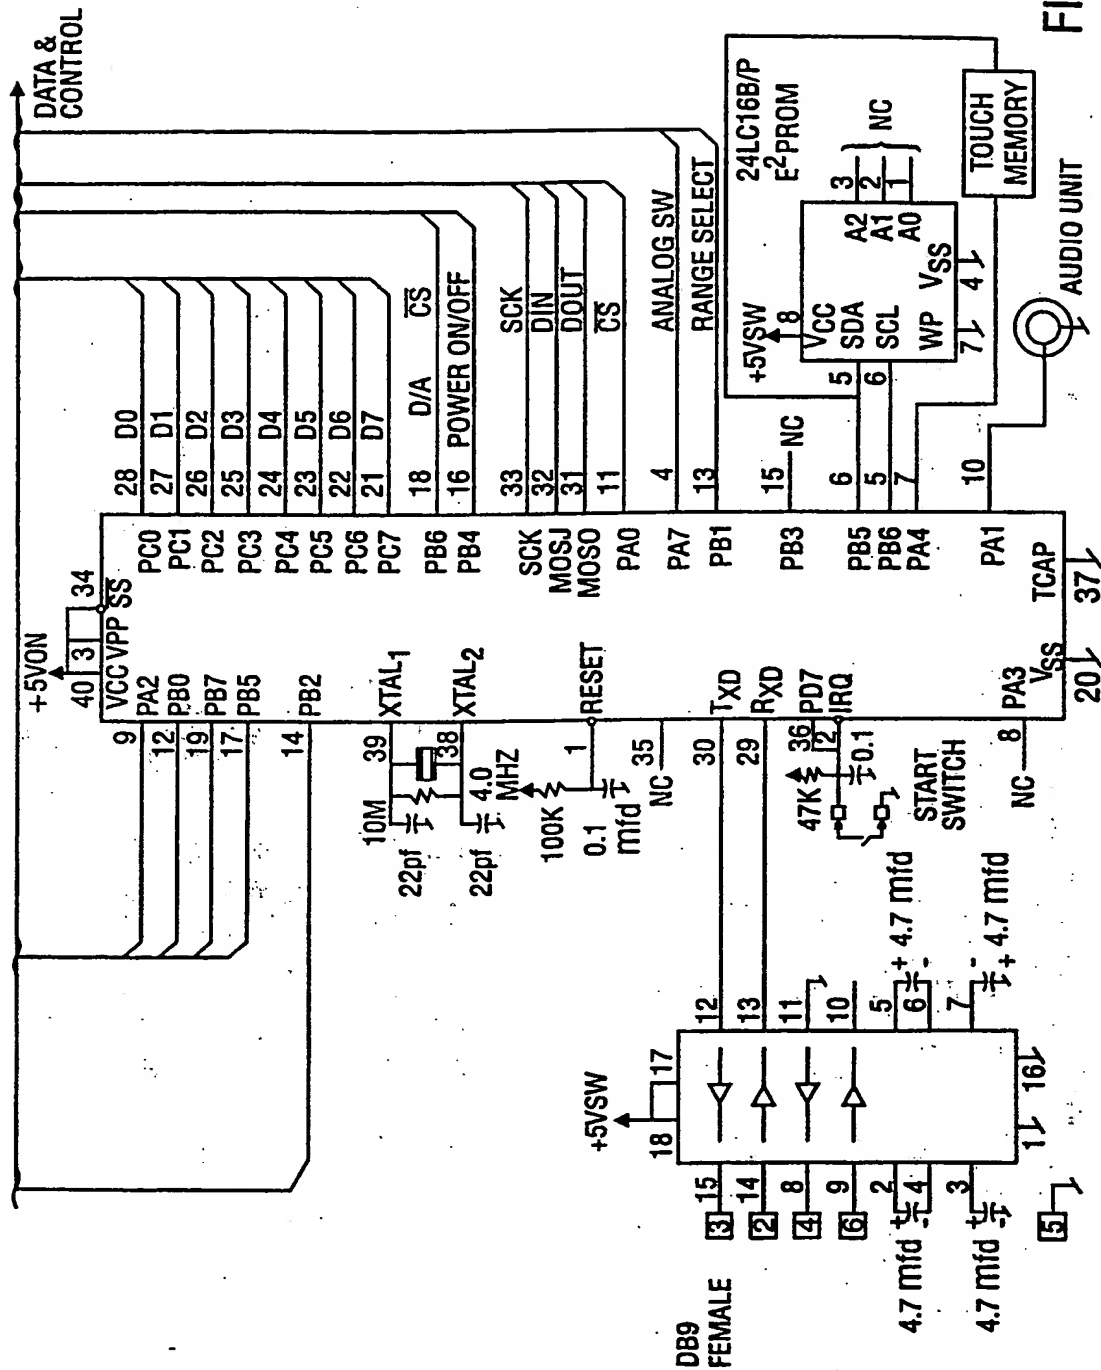 DATA &
CONTROL
FI
+5VON
40
3
34
VCC VPP S̅S̅
9
PA2
12
PB0
19
PB7
17
PB5
14
PB2
39
XTAL1
38
XTAL2
10M
22pf
22pf
4.0
MHZ
1
RESET
100K
0.1
mfd
35
NC
30
TXD
29
RXD
36
PD7
2
IRQ
47K
0.1
START
SWITCH
8
PA3
NC
20
VSS
37
TCAP
PC0
28
D0
PC1
27
D1
PC2
26
D2
PC3
25
D3
PC4
24
D4
PC5
23
D5
PC6
22
D6
PC7
21
D7
PB6
18
D/A
C̅S̅
PB4
16
POWER ON/OFF
SCK
33
SCK
MOSJ
32
DIN
MOSO
31
DOUT
PA0
11
C̅S̅
PA7
4
ANALOG SW
PB1
13
RANGE SELECT
PB3
15
NC
PB5
6
PB6
5
PA4
7
PA1
10
24LC16B/P
E2PROM
+5VSW
8
VCC
5
SDA
6
SCL
WP
7
VSS
4
A2
3
A1
2
A0
1
NC
TOUCH
MEMORY
AUDIO UNIT
+5VSW
18
17
15
12
14
13
8
11
9
10
2
5
4
6
3
7
1
16
+ 4.7 mfd
-
-
+ 4.7 mfd
4.7 mfd
+
-
4.7 mfd
+
-
DB9
FEMALE
3
2
4
6
5